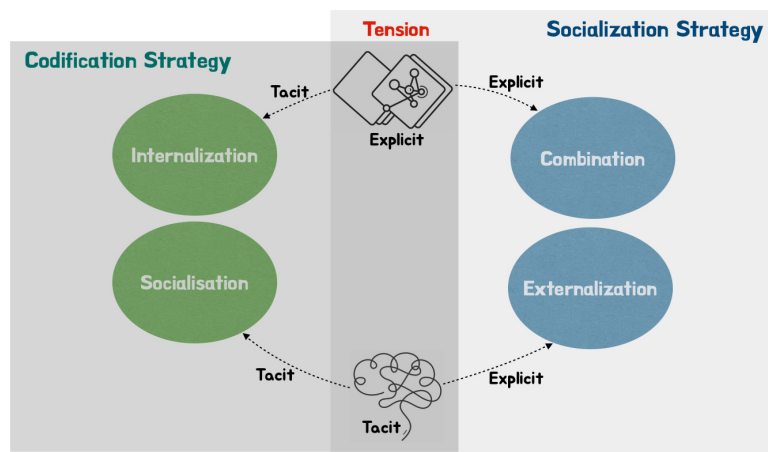 Tension
Socialization Strategy
Codification Strategy
Tacit
Explicit
Explicit
Internalization
Combination
Socialisation
Externalization
Tacit
Explicit
Tacit